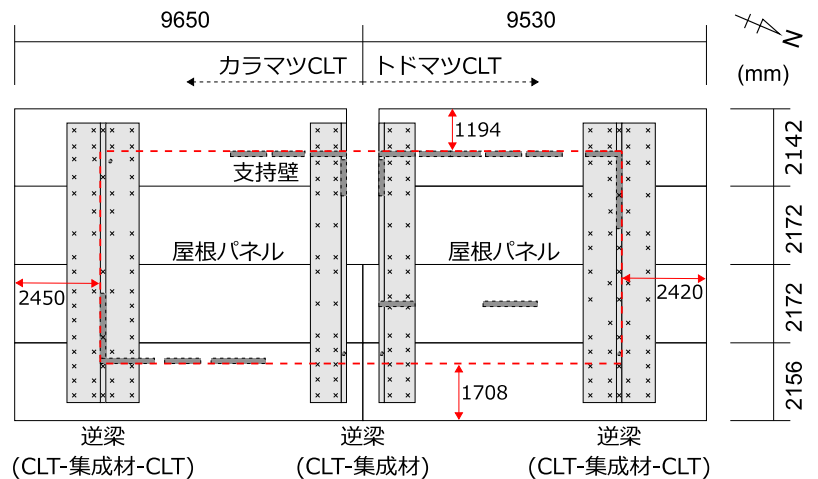 9650
9530
N
カラマツCLT
トドマツCLT
(mm)
1194
2142
支持壁
2172
屋根パネル
屋根パネル
2450
2420
2172
1708
2156
逆梁
(CLT-集成材-CLT)
逆梁
(CLT-集成材)
逆梁
(CLT-集成材-CLT)